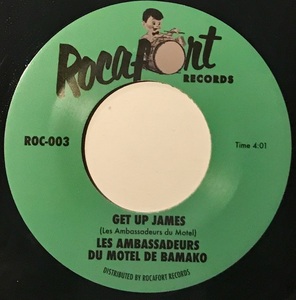 Rocafort
RECORDS
ROC-003
Time 4:01
GET UP JAMES
(Les Ambassadeurs du Motel)
LES AMBASSADEURS
DU MOTEL DE BAMAKO
DISTRIBUTED BY ROCAFORT RECORDS